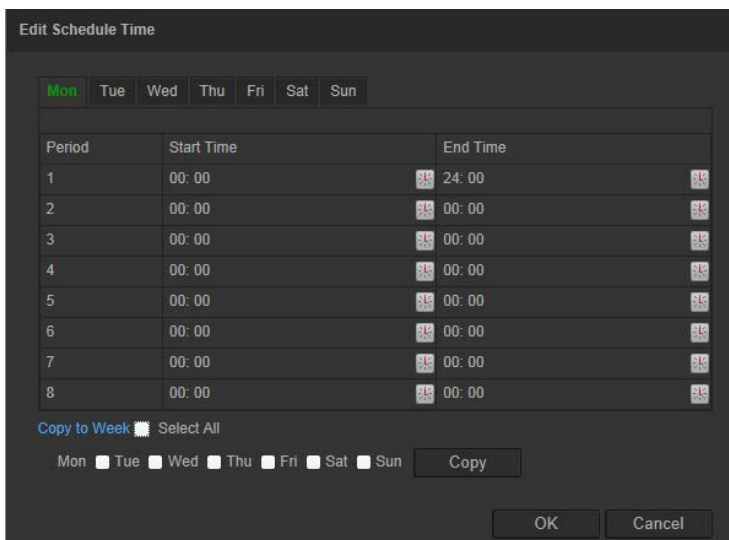 Edit Schedule Time
Mon Tue Wed Thu Fri Sat Sun
Period Start Time End Time
1 00: 00 24: 00
2 00: 00 00: 00
3 00: 00 00: 00
4 00: 00 00: 00
5 00: 00 00: 00
6 00: 00 00: 00
7 00: 00 00: 00
8 00: 00 00: 00
Copy to Week Select All
Mon Tue Wed Thu Fri Sat Sun Copy
OK Cancel